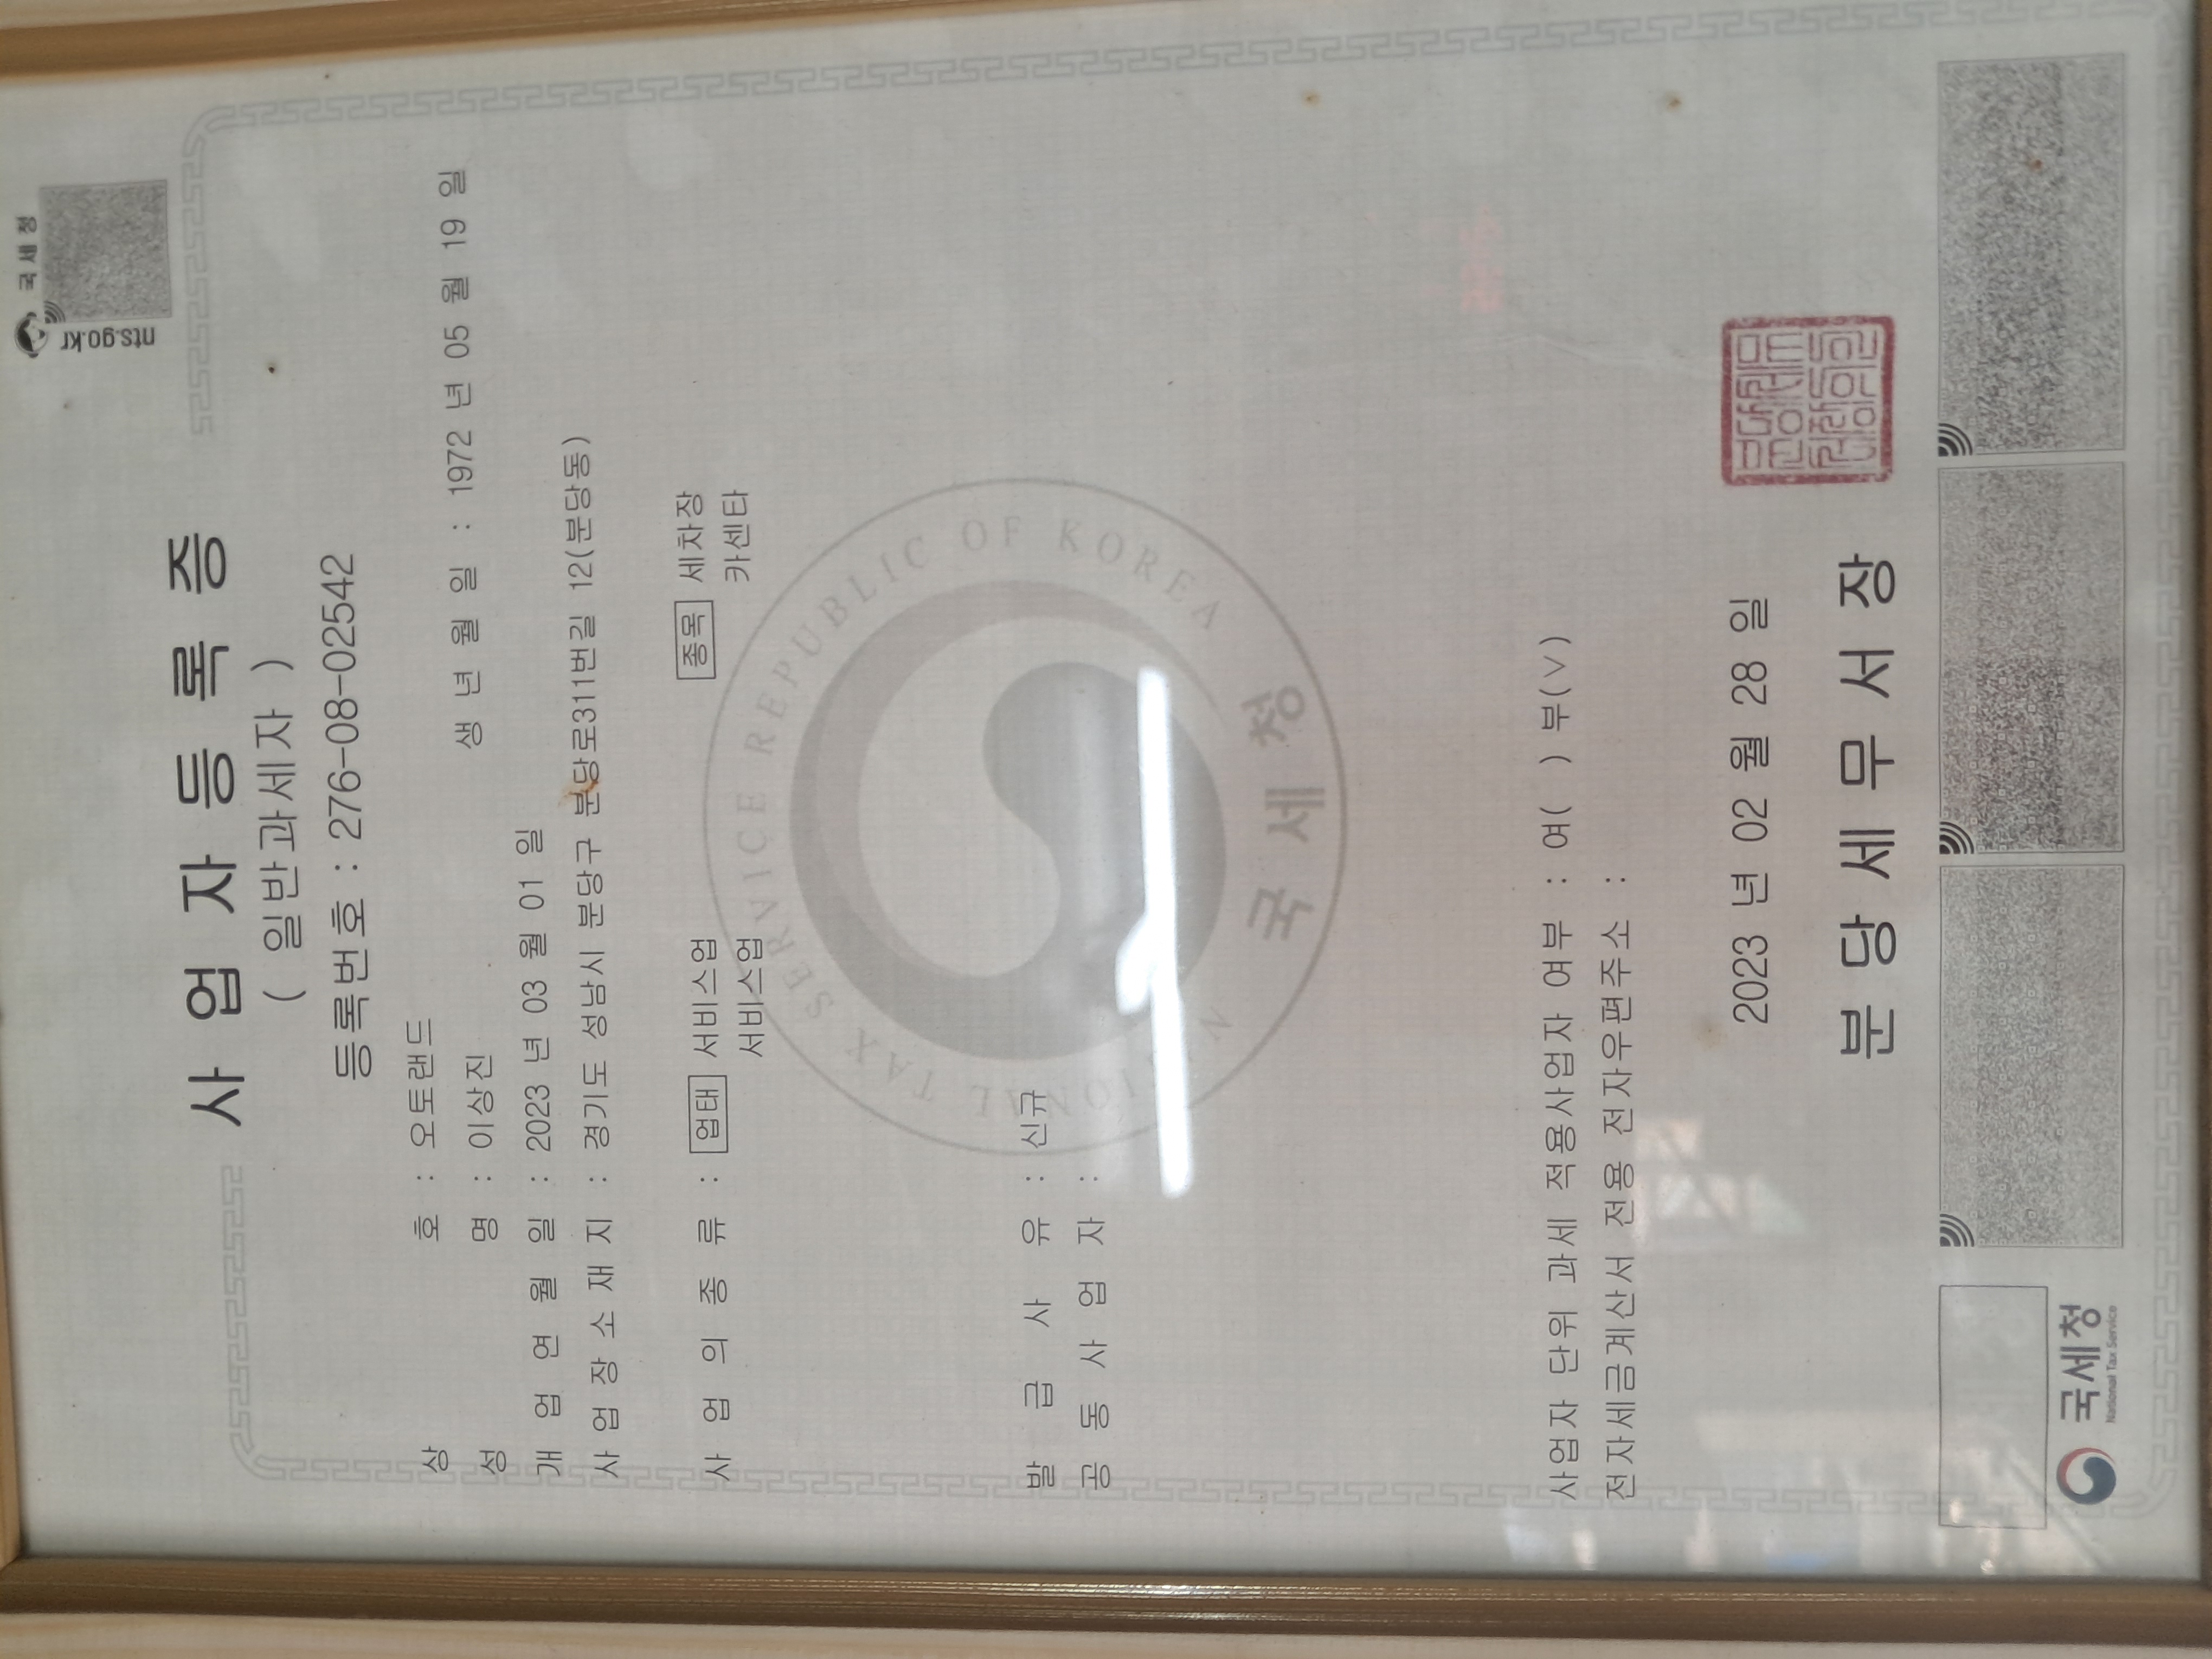 국세청
nts.go.kr
사업자등록증
( 일반과세자 )
등록번호 : 276-08-02542
상호 : 오토랜드
성명 : 이상진 생년월일 : 1972 년 05 월 19 일
개업연월일 : 2023 년 03 월 01 일
사업장소재지 : 경기도 성남시 분당구 분당로311번길 12(분당동)
사업의종류 : 업태 서비스업 종목 세차장
서비스업 카센타
NATIONAL TAX SERVICE REPUBLIC OF KOREA
국세청
발급사유 : 신규
공동사업자 :
사업자 단위 과세 적용사업자 여부 : 여( ) 부(∨)
전자세금계산서 전용 전자우편주소 :
2023 년 02 월 28 일
분당세무서장
국세청
National Tax Service